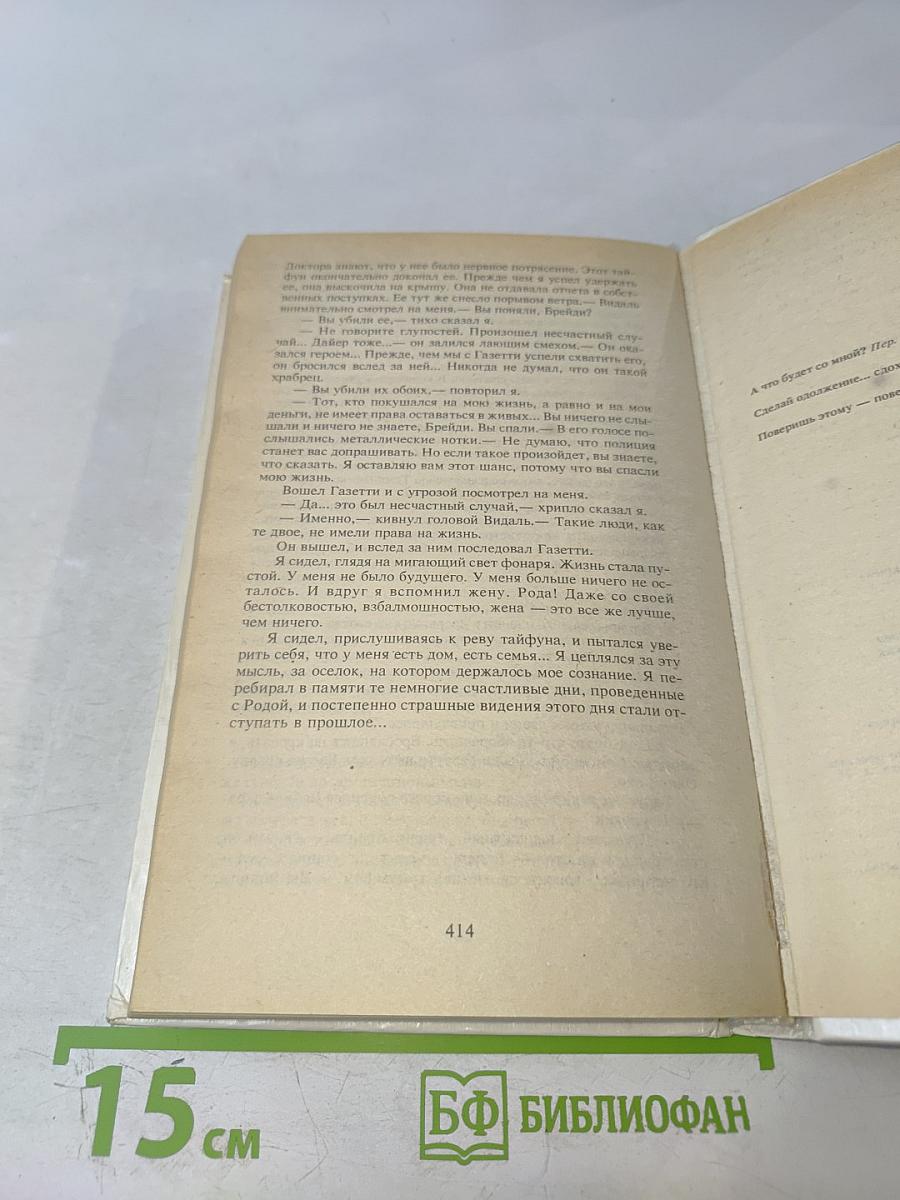 Доктора знают, что у нее было нервное потрясение. Этот тай-
фун окончательно доконал ее. Прежде чем я успел удержать
ее, она выскочила на крышу. Она не отдавала отчета в собст-
венных поступках. Ее тут же снесло порывом ветра.— Видаль
внимательно смотрел на меня.— Вы поняли, Брейди?
— Вы убили ее,— тихо сказал я.
— Не говорите глупостей. Произошел несчастный слу-
чай... Дайер тоже...— он залился лающим смехом.— Он ока-
зался героем... Прежде, чем мы с Газетти успели схватить его,
он бросился вслед за ней... Никогда не думал, что он такой
храбрец.
— Вы убили их обоих,— повторил я.
— Тот, кто покушался на мою жизнь, а равно и на мои
деньги, не имеет права оставаться в живых... Вы ничего не слы-
шали и ничего не знаете, Брейди. Вы спали.— В его голосе по-
слышались металлические нотки.— Не думаю, что полиция
станет вас допрашивать. Но если такое произойдет, вы знаете,
что сказать. Я оставляю вам этот шанс, потому что вы спасли
мою жизнь.
Вошел Газетти и с угрозой посмотрел на меня.
— Да... это был несчастный случай,— хрипло сказал я.
— Именно,— кивнул головой Видаль.— Такие люди, как
те двое, не имели права на жизнь.
Он вышел, и вслед за ним последовал Газетти.
Я сидел, глядя на мигающий свет фонаря. Жизнь стала пу-
стой. У меня не было будущего. У меня больше ничего не ос-
талось. И вдруг я вспомнил жену. Рода! Даже со своей
бестолковостью, взбалмошностью, жена — это все же лучше,
чем ничего.
Я сидел, прислушиваясь к реву тайфуна, и пытался уве-
рить себя, что у меня есть дом, есть семья... Я цеплялся за эту
мысль, за оселок, на котором держалось мое сознание. Я пе-
ребирал в памяти те немногие счастливые дни, проведенные
с Родой, и постепенно страшные видения этого дня стали от-
ступать в прошлое...
414
А что будет со мной? Пер.
Сделай одолжение... сдох
Поверишь этому — пове
15 см
БФ БИБЛИОФАН